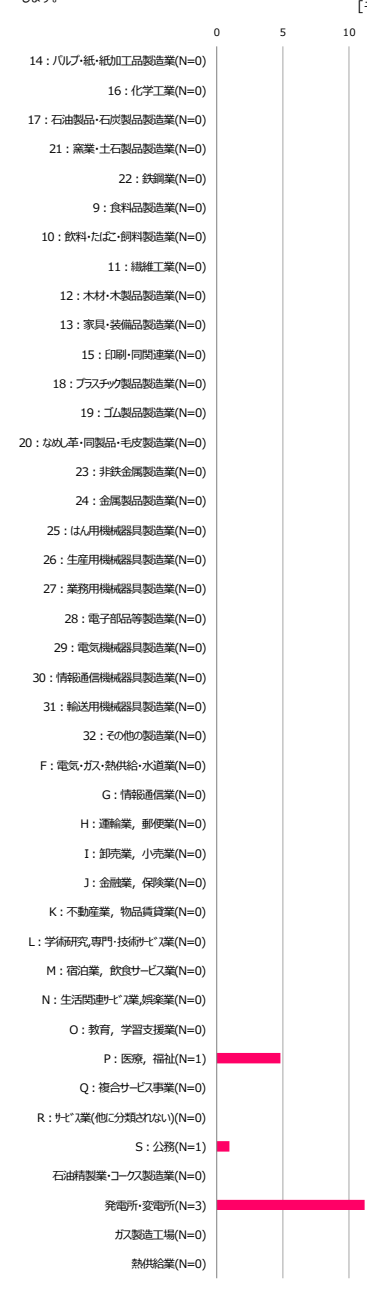 します。
0 5 10
14：パルプ・紙・紙加工品製造業(N=0)
16：化学工業(N=0)
17：石油製品・石炭製品製造業(N=0)
21：窯業・土石製品製造業(N=0)
22：鉄鋼業(N=0)
9：食料品製造業(N=0)
10：飲料・たばこ・飼料製造業(N=0)
11：繊維工業(N=0)
12：木材・木製品製造業(N=0)
13：家具・装備品製造業(N=0)
15：印刷・同関連業(N=0)
18：プラスチック製品製造業(N=0)
19：ゴム製品製造業(N=0)
20：なめし革・同製品・毛皮製造業(N=0)
23：非鉄金属製造業(N=0)
24：金属製品製造業(N=0)
25：はん用機械器具製造業(N=0)
26：生産用機械器具製造業(N=0)
27：業務用機械器具製造業(N=0)
28：電子部品等製造業(N=0)
29：電気機械器具製造業(N=0)
30：情報通信機械器具製造業(N=0)
31：輸送用機械器具製造業(N=0)
32：その他の製造業(N=0)
F：電気・ガス・熱供給・水道業(N=0)
G：情報通信業(N=0)
H：運輸業，郵便業(N=0)
I：卸売業，小売業(N=0)
J：金融業，保険業(N=0)
K：不動産業，物品賃貸業(N=0)
L：学術研究,専門・技術ｻｰﾋﾞｽ業(N=0)
M：宿泊業，飲食サービス業(N=0)
N：生活関連ｻｰﾋﾞｽ業,娯楽業(N=0)
O：教育，学習支援業(N=0)
P：医療，福祉(N=1)
Q：複合サービス事業(N=0)
R：ｻｰﾋﾞｽ業(他に分類されない)(N=0)
S：公務(N=1)
石油精製業・コークス製造業(N=0)
発電所・変電所(N=3)
ガス製造工場(N=0)
熱供給業(N=0)